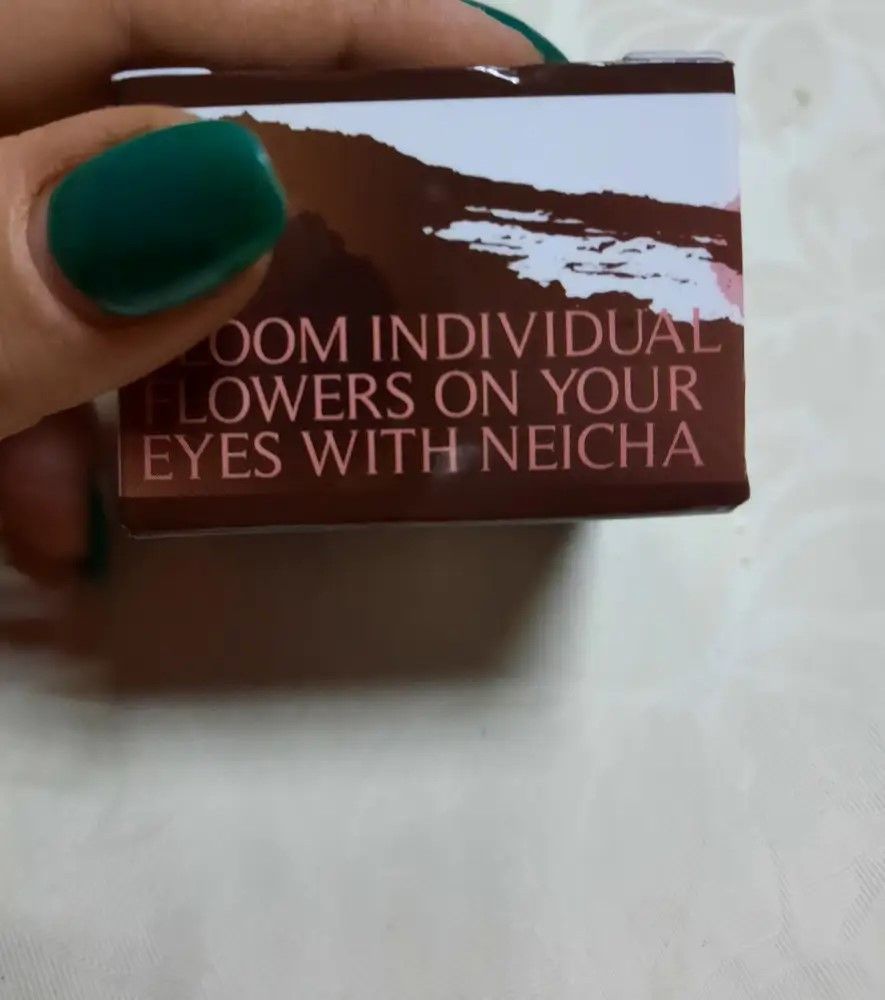 BLOOM INDIVIDUAL
FLOWERS ON YOUR
EYES WITH NEICHA